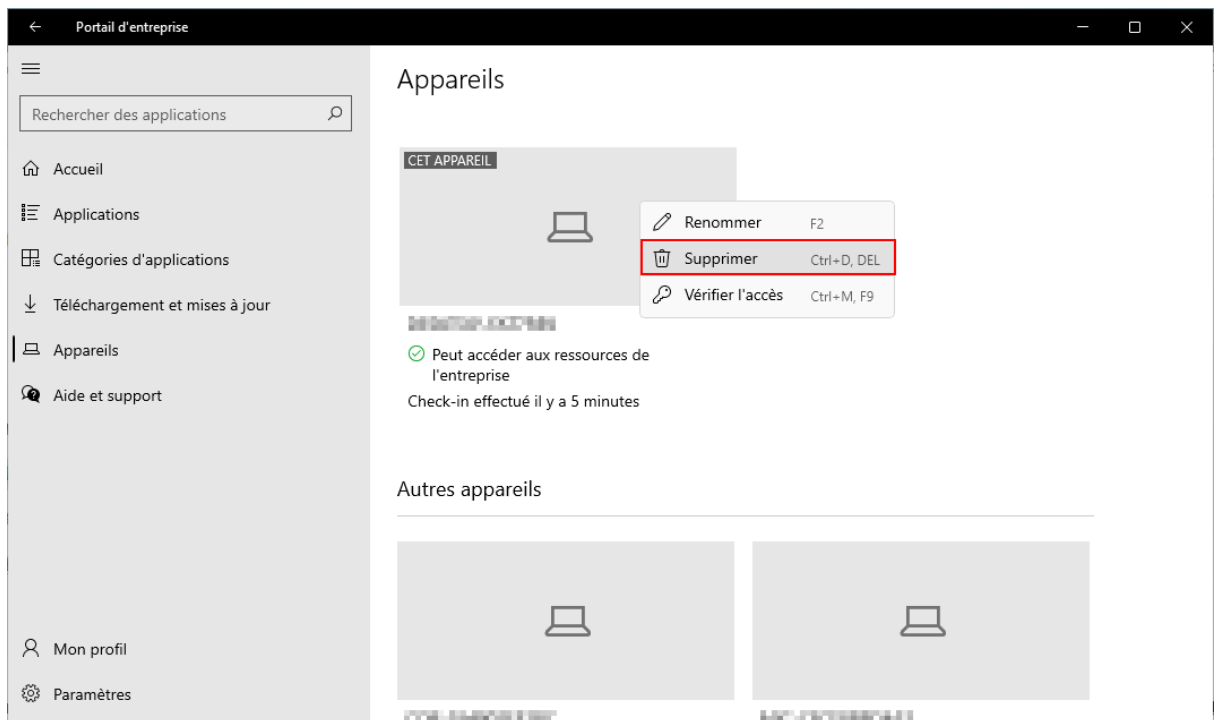 Portail d'entreprise
Rechercher des applications
Accueil
Applications
Catégories d'applications
Téléchargement et mises à jour
Appareils
Aide et support
Mon profil
Paramètres
Appareils
CET APPAREIL
Renommer F2
Supprimer Ctrl+D, DEL
Vérifier l'accès Ctrl+M, F9
Peut accéder aux ressources de
l'entreprise
Check-in effectué il y a 5 minutes
Autres appareils